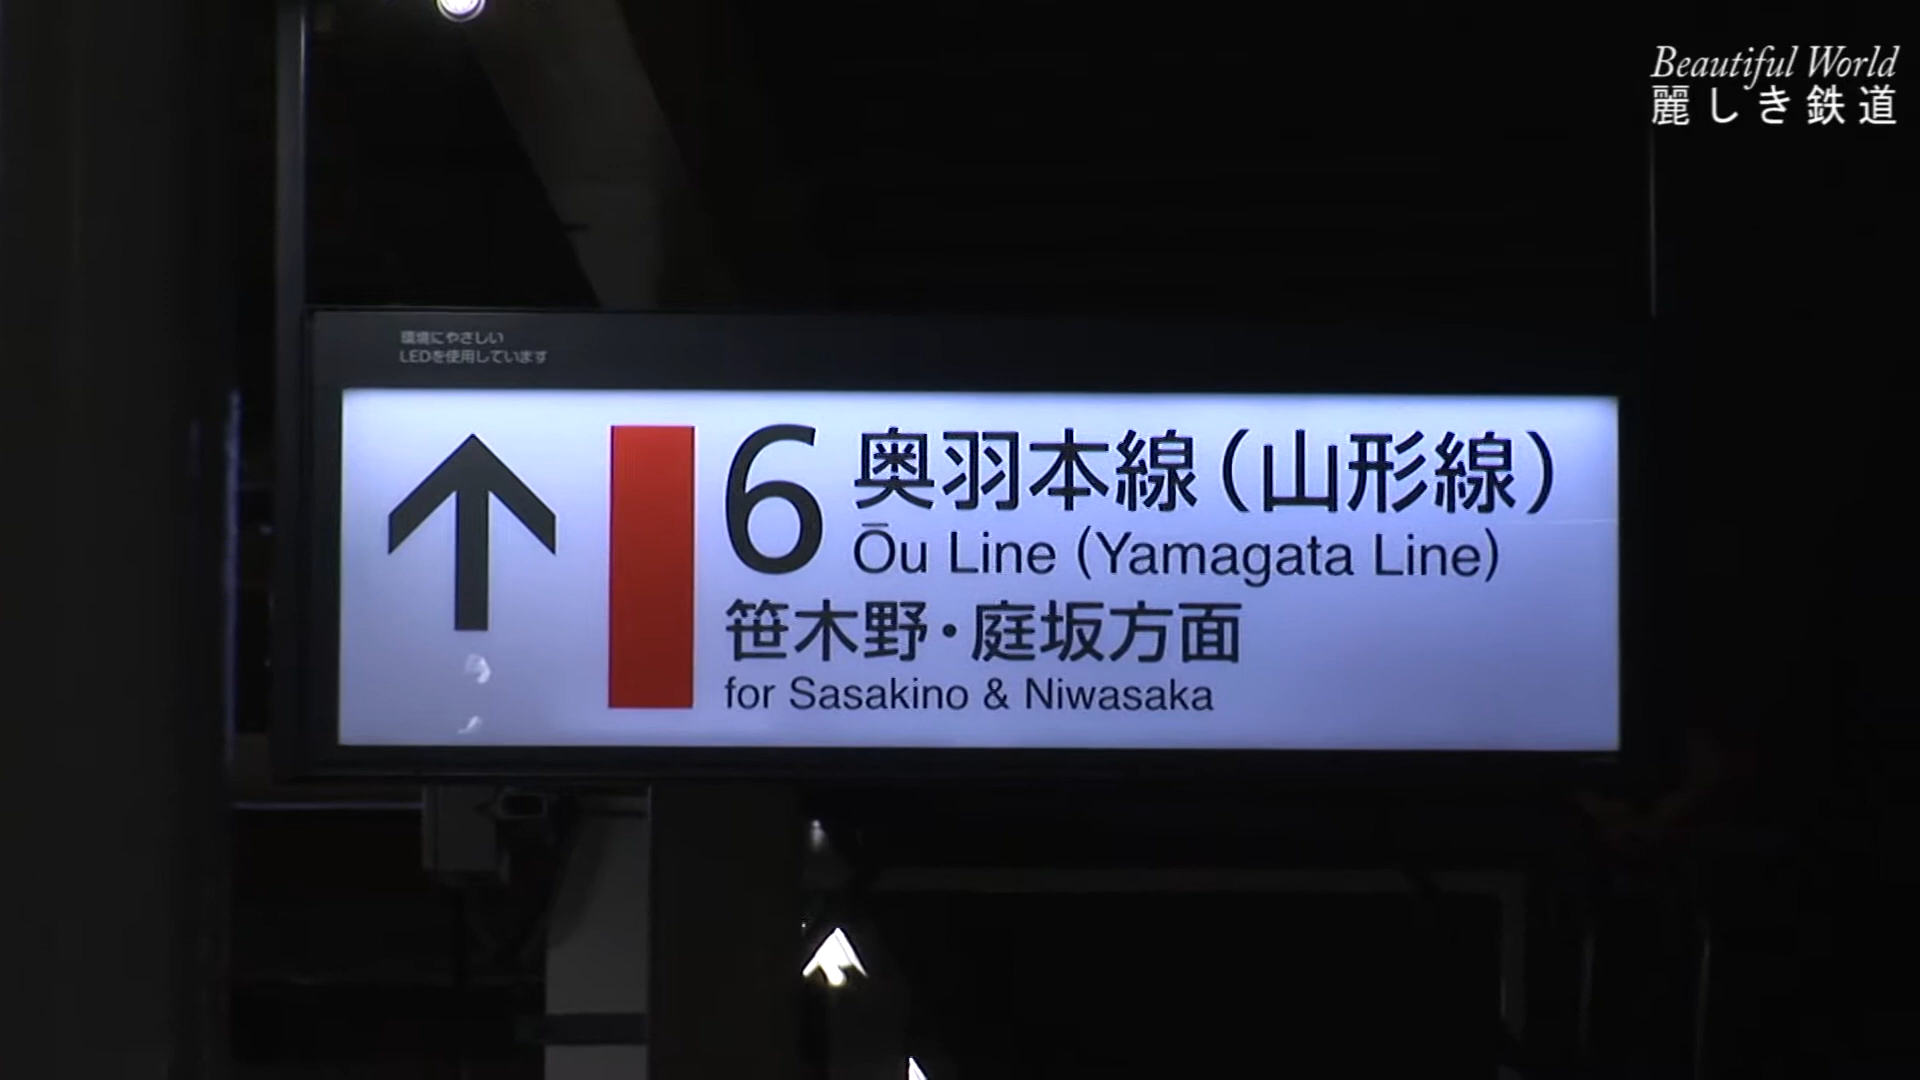 Beautiful World
麗しき鉄道
環境にやさしい
LEDを使用しています
6 奥羽本線(山形線)
Ōu Line (Yamagata Line)
笹木野・庭坂方面
for Sasakino & Niwasaka